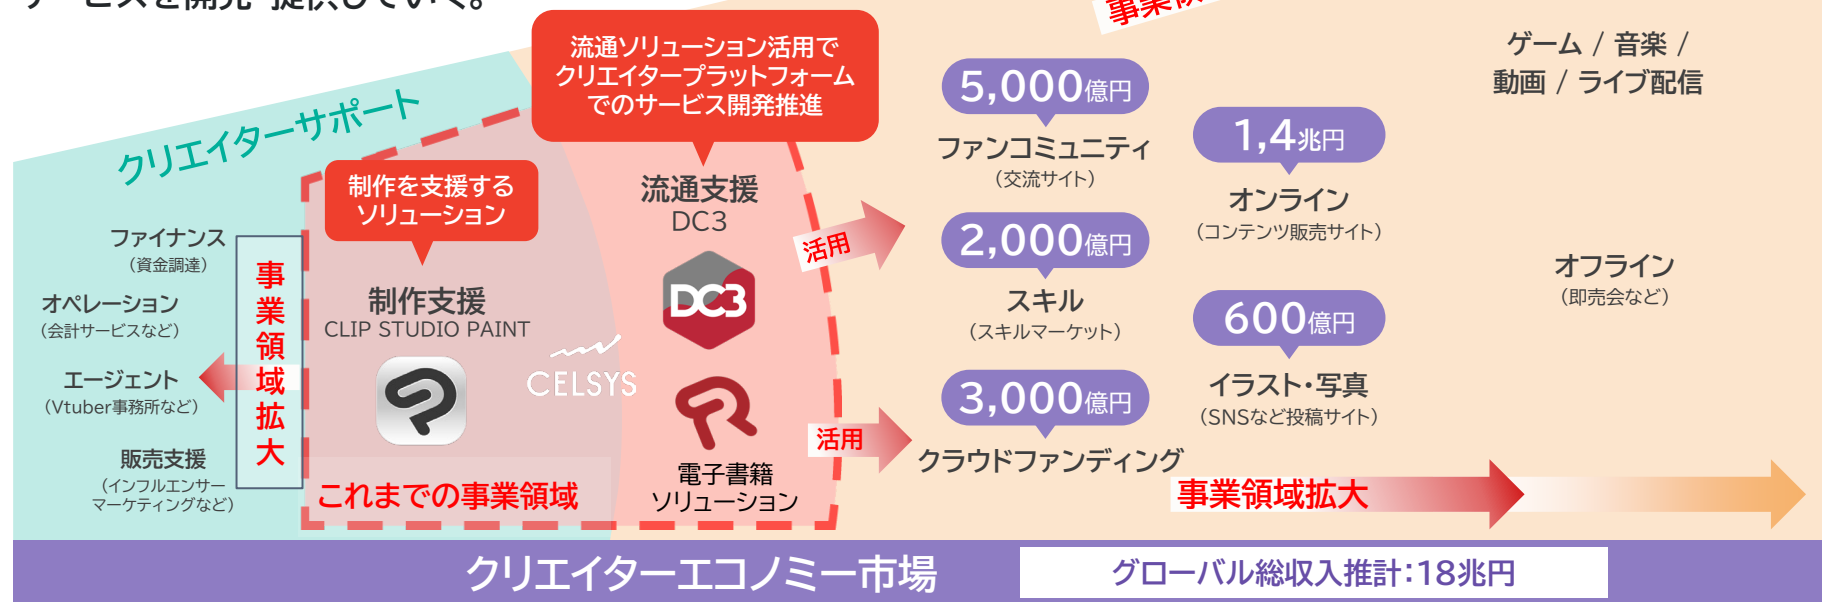 サービスを開発・提供していく。
事業領
クリエイターサポート
流通ソリューション活用で
クリエイタープラットフォーム
でのサービス開発推進
制作を支援する
ソリューション
ファイナンス
（資金調達）
オペレーション
（会計サービスなど）
エージェント
（Vtuber事務所など）
販売支援
（インフルエンサー
マーケティングなど）
事業領域拡大
制作支援
CLIP STUDIO PAINT
CELSYS
これまでの事業領域
流通支援
DC3
DC3
電子書籍
ソリューション
活用
活用
5,000億円
ファンコミュニティ
（交流サイト）
2,000億円
スキル
（スキルマーケット）
3,000億円
クラウドファンディング
1,4兆円
オンライン
（コンテンツ販売サイト）
600億円
イラスト・写真
（SNSなど投稿サイト）
ゲーム / 音楽 /
動画 / ライブ配信
オフライン
（即売会など）
事業領域拡大
クリエイターエコノミー市場
グローバル総収入推計：18兆円